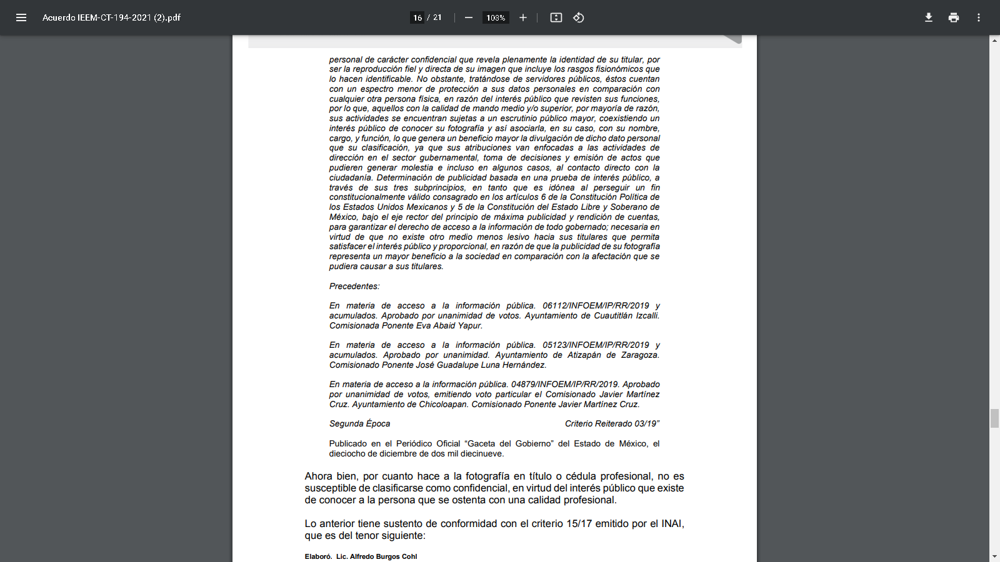 Acuerdo IEEM-CT-194-2021 (2).pdf
16 / 21
103%
personal de carácter confidencial que revela plenamente la identidad de su titular, por
ser la reproducción fiel y directa de su imagen que incluye los rasgos fisionómicos que
lo hacen identificable. No obstante, tratándose de servidores públicos, éstos cuentan
con un espectro menor de protección a sus datos personales en comparación con
cualquier otra persona física, en razón del interés público que revisten sus funciones,
por lo que, aquellos con la calidad de mando medio y/o superior, por mayoría de razón,
sus actividades se encuentran sujetas a un escrutinio público mayor, coexistiendo un
interés público de conocer su fotografía y así asociarla, en su caso, con su nombre,
cargo, y función, lo que genera un beneficio mayor la divulgación de dicho dato personal
que su clasificación, ya que sus atribuciones van enfocadas a las actividades de
dirección en el sector gubernamental, toma de decisiones y emisión de actos que
pudieren generar molestia e incluso en algunos casos, al contacto directo con la
ciudadanía. Determinación de publicidad basada en una prueba de interés público, a
través de sus tres subprincipios, en tanto que es idónea al perseguir un fin
constitucionalmente válido consagrado en los artículos 6 de la Constitución Política de
los Estados Unidos Mexicanos y 5 de la Constitución del Estado Libre y Soberano de
México, bajo el eje rector del principio de máxima publicidad y rendición de cuentas,
para garantizar el derecho de acceso a la información de todo gobernado; necesaria en
virtud de que no existe otro medio menos lesivo hacia sus titulares que permita
satisfacer el interés público y proporcional, en razón de que la publicidad de su fotografía
representa un mayor beneficio a la sociedad en comparación con la afectación que se
pudiera causar a sus titulares.
Precedentes:
En materia de acceso a la información pública. 06112/INFOEM/IP/RR/2019 y
acumulados. Aprobado por unanimidad de votos. Ayuntamiento de Cuautitlán Izcalli.
Comisionada Ponente Eva Abaid Yapur.
En materia de acceso a la información pública. 05123/INFOEM/IP/RR/2019 y
acumulados. Aprobado por unanimidad. Ayuntamiento de Atizapán de Zaragoza.
Comisionado Ponente José Guadalupe Luna Hernández.
En materia de acceso a la información pública. 04879/INFOEM/IP/RR/2019. Aprobado
por unanimidad de votos, emitiendo voto particular el Comisionado Javier Martínez
Cruz. Ayuntamiento de Chicoloapan. Comisionado Ponente Javier Martínez Cruz.
Segunda Época Criterio Reiterado 03/19”
Publicado en el Periódico Oficial “Gaceta del Gobierno” del Estado de México, el
dieciocho de diciembre de dos mil diecinueve.
Ahora bien, por cuanto hace a la fotografía en título o cédula profesional, no es
susceptible de clasificarse como confidencial, en virtud del interés público que existe
de conocer a la persona que se ostenta con una calidad profesional.
Lo anterior tiene sustento de conformidad con el criterio 15/17 emitido por el INAI,
que es del tenor siguiente:
Elaboró. Lic. Alfredo Burgos Cohl